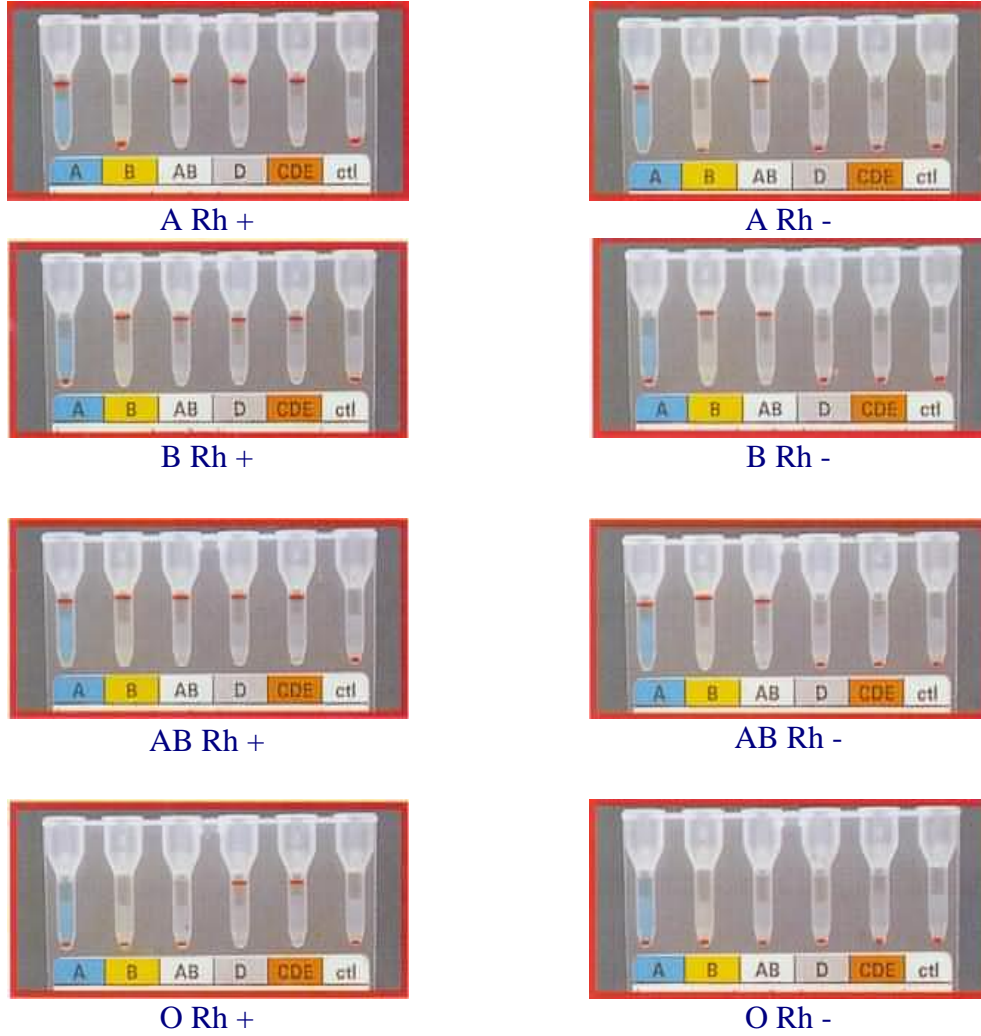 A B AB D CDE ctl
A B AB D CDE ctl
A Rh +
A Rh -
A B AB D CDE ctl
A B AB D CDE ctl
B Rh +
B Rh -
A B AB D CDE ctl
A B AB D CDE ctl
AB Rh +
AB Rh -
A B AB D CDE ctl
A B AB D CDE ctl
O Rh +
O Rh -